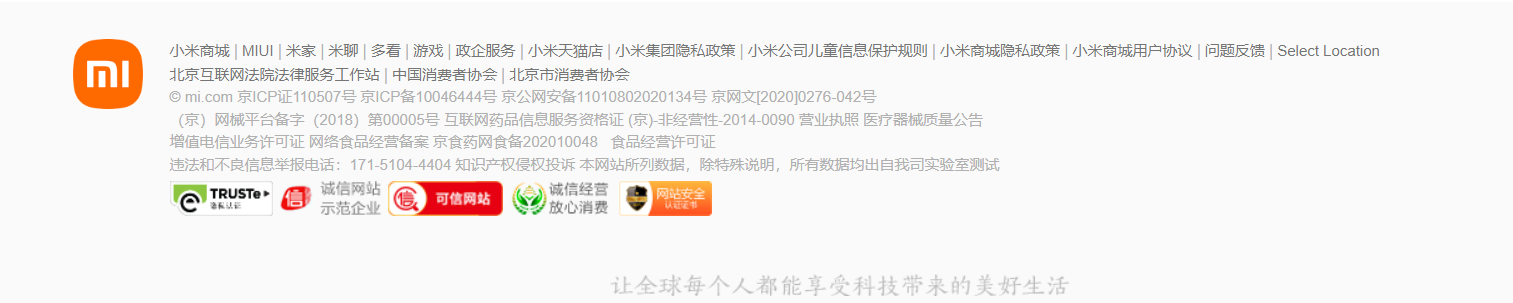 小米商城 | MIUI | 米家 | 米聊 | 多看 | 游戏 | 政企服务 | 小米天猫店 | 小米集团隐私政策 | 小米公司儿童信息保护规则 | 小米商城隐私政策 | 小米商城用户协议 | 问题反馈 | Select Location
北京互联网法院法律服务工作站 | 中国消费者协会 | 北京市消费者协会
© mi.com 京ICP证110507号 京ICP备10046444号 京公网安备11010802020134号 京网文[2020]0276-042号
（京）网械平台备字（2018）第00005号 互联网药品信息服务资格证 (京)-非经营性-2014-0090 营业执照 医疗器械质量公告
增值电信业务许可证 网络食品经营备案 京食药网食备202010048 食品经营许可证
违法和不良信息举报电话：171-5104-4404 知识产权侵权投诉 本网站所列数据，除特殊说明，所有数据均出自我司实验室测试
TRUSTe
隐私认证
信
诚信网站
示范企业
信
可信网站
诚信经营
放心消费
网站安全
认证证书
让全球每个人都能享受科技带来的美好生活